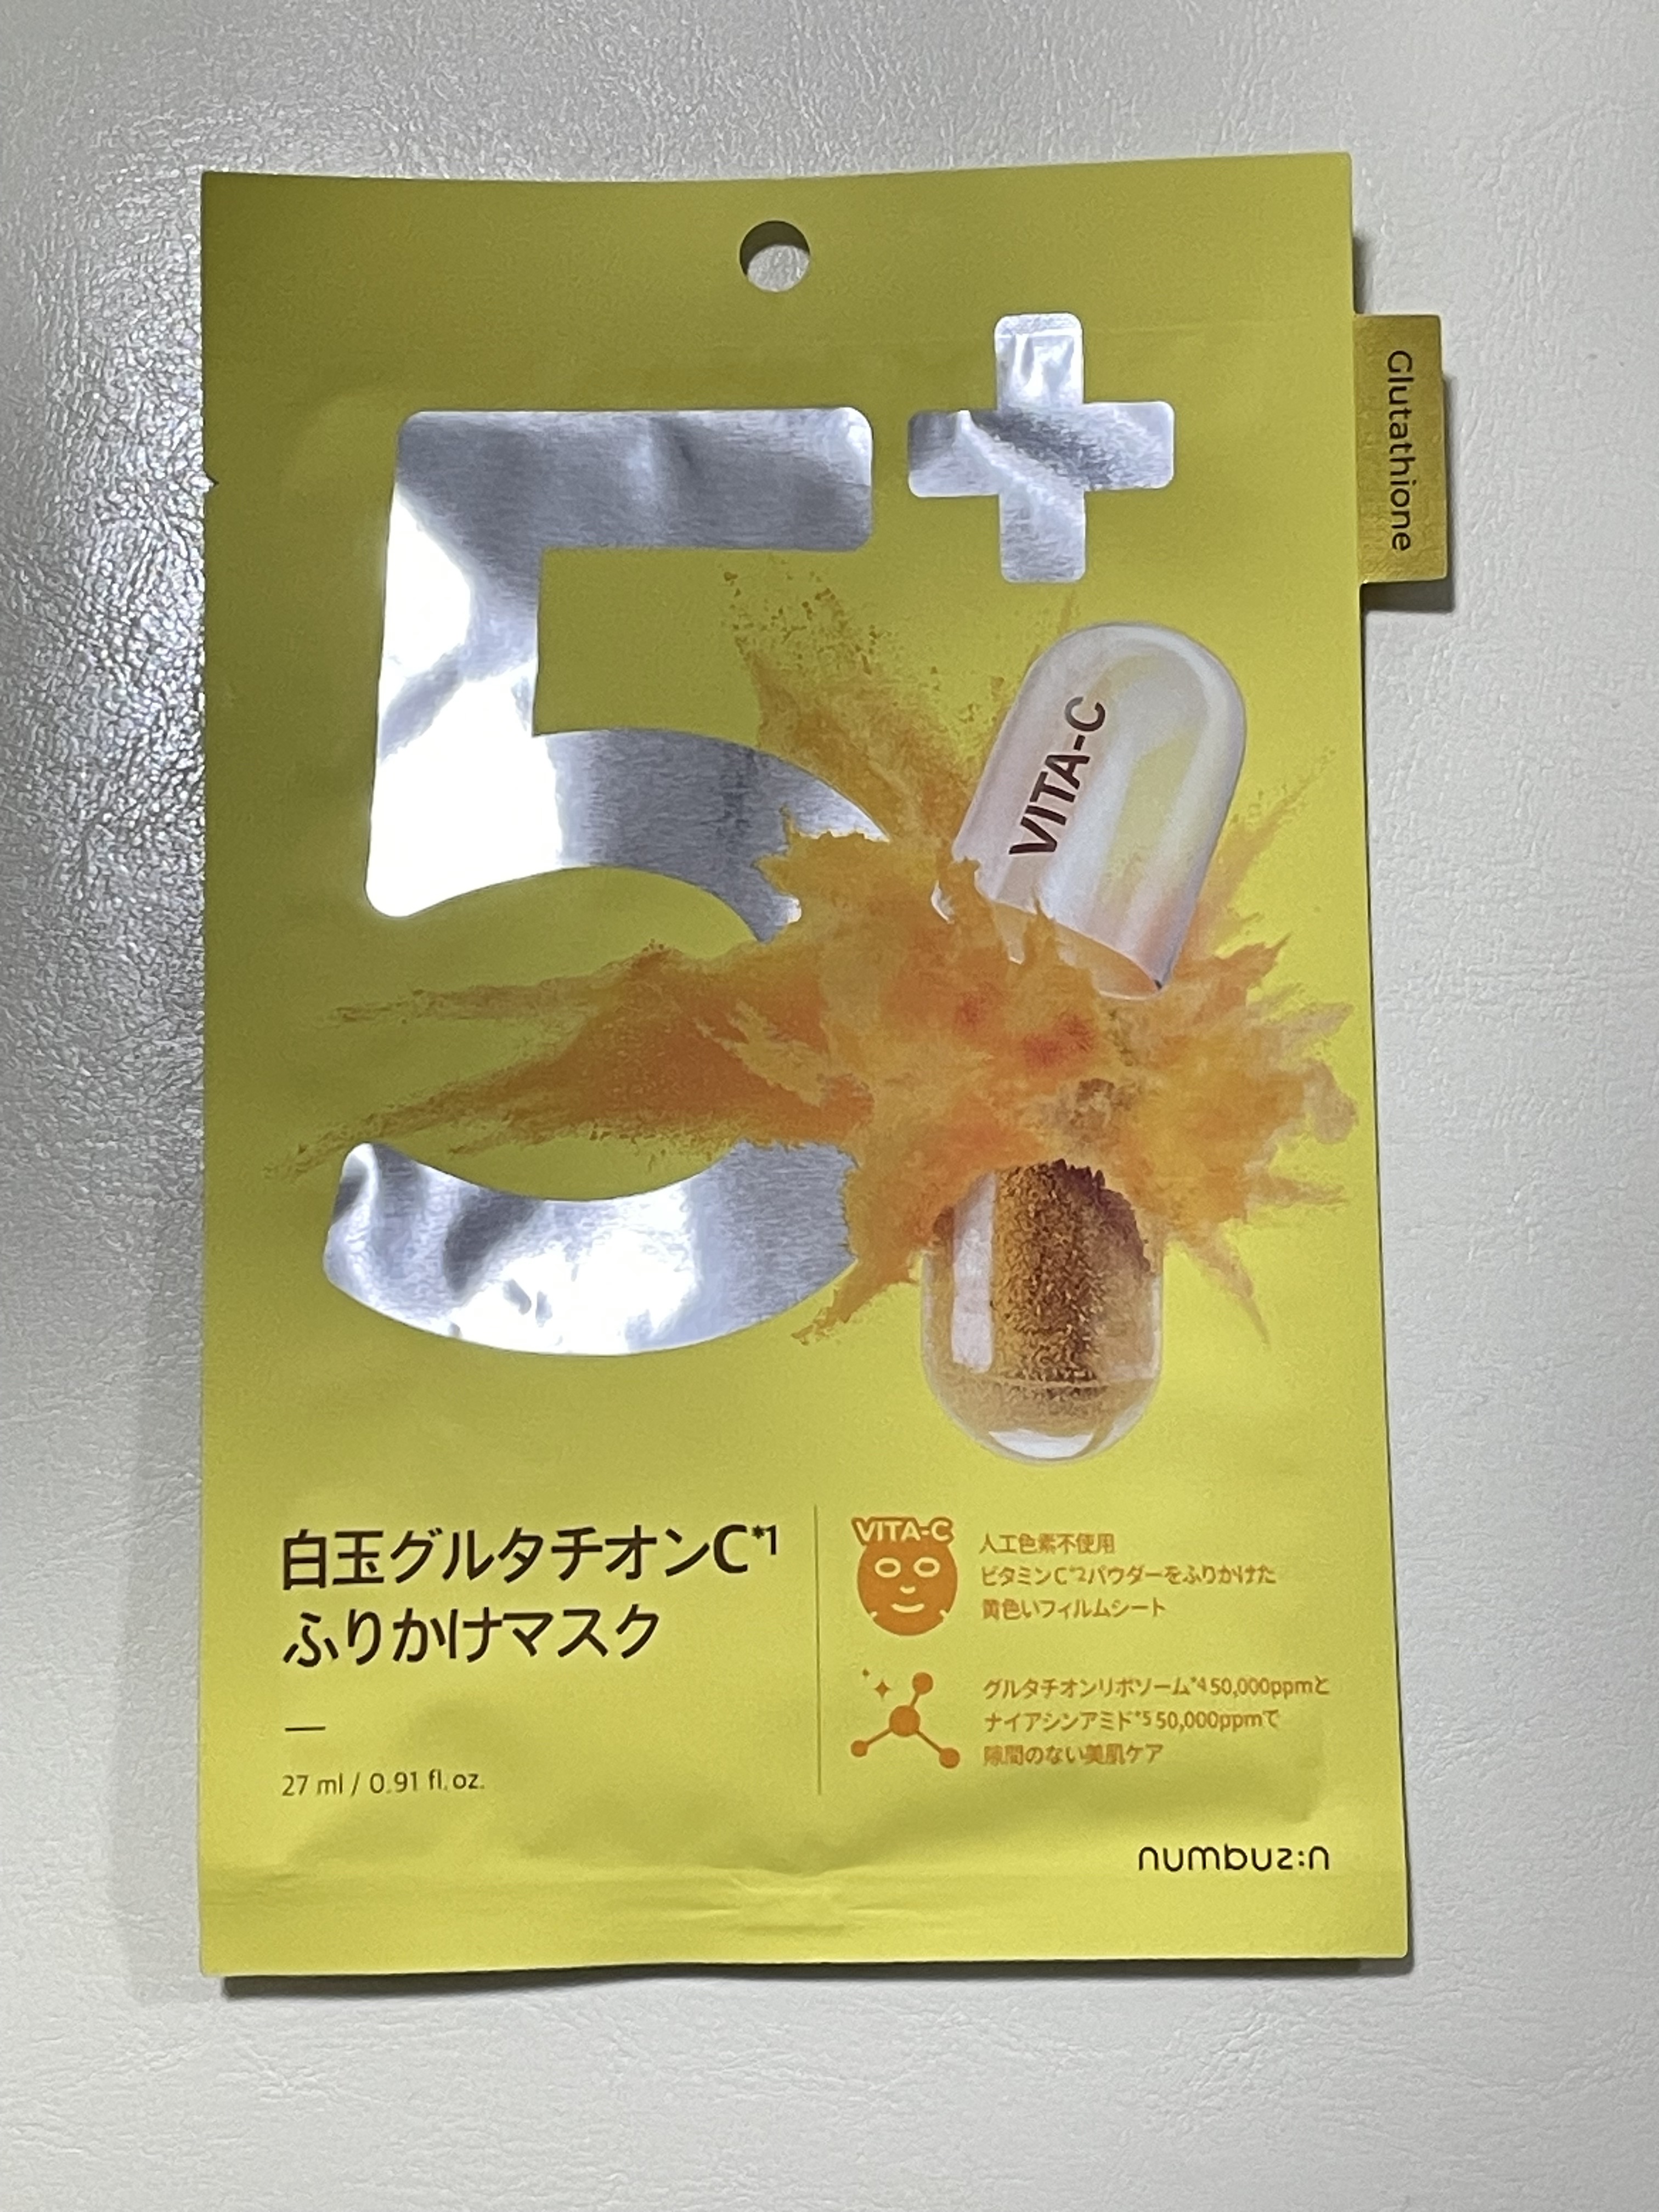 Glutathione
5+
VITA-C
白玉グルタチオンC*1
ふりかけマスク
27 ml / 0.91 fl. oz.
VITA-C
人工色素不使用
ビタミンC*2パウダーをふりかけた
黄色いフィルムシート
グルタチオンリポソーム*4 50,000ppmと
ナイアシンアミド*5 50,000ppmで
隙間のない美肌ケア
numbuz:n